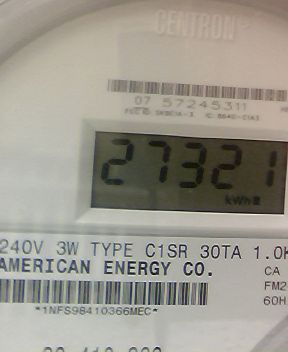 CENTRON
07 57245311
27321
kWh
240V 3W TYPE C1SR 30TA 1.0K
AMERICAN ENERGY CO.
CA
FM2
60H
*1NFS98410366MEC*